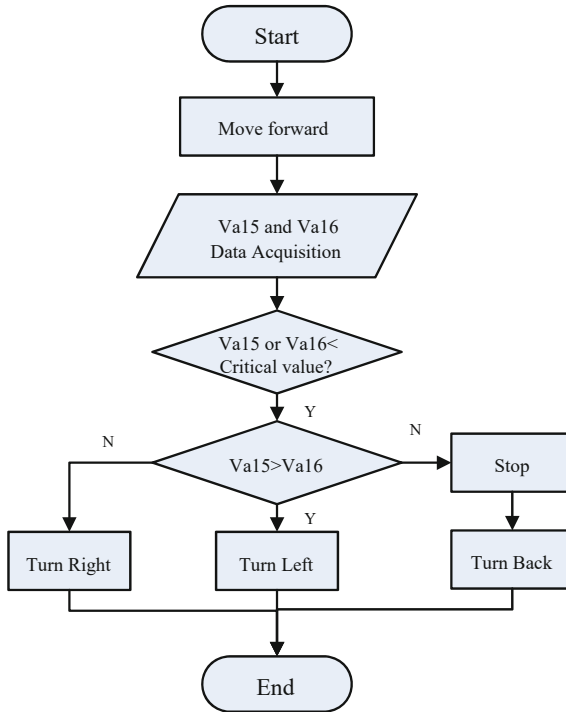 Start
Move forward
Va15 and Va16
Data Acquisition
Va15 or Va16<
Critical value?
Y
N
N
Va15>Va16
Stop
Y
Turn Right
Turn Left
Turn Back
End